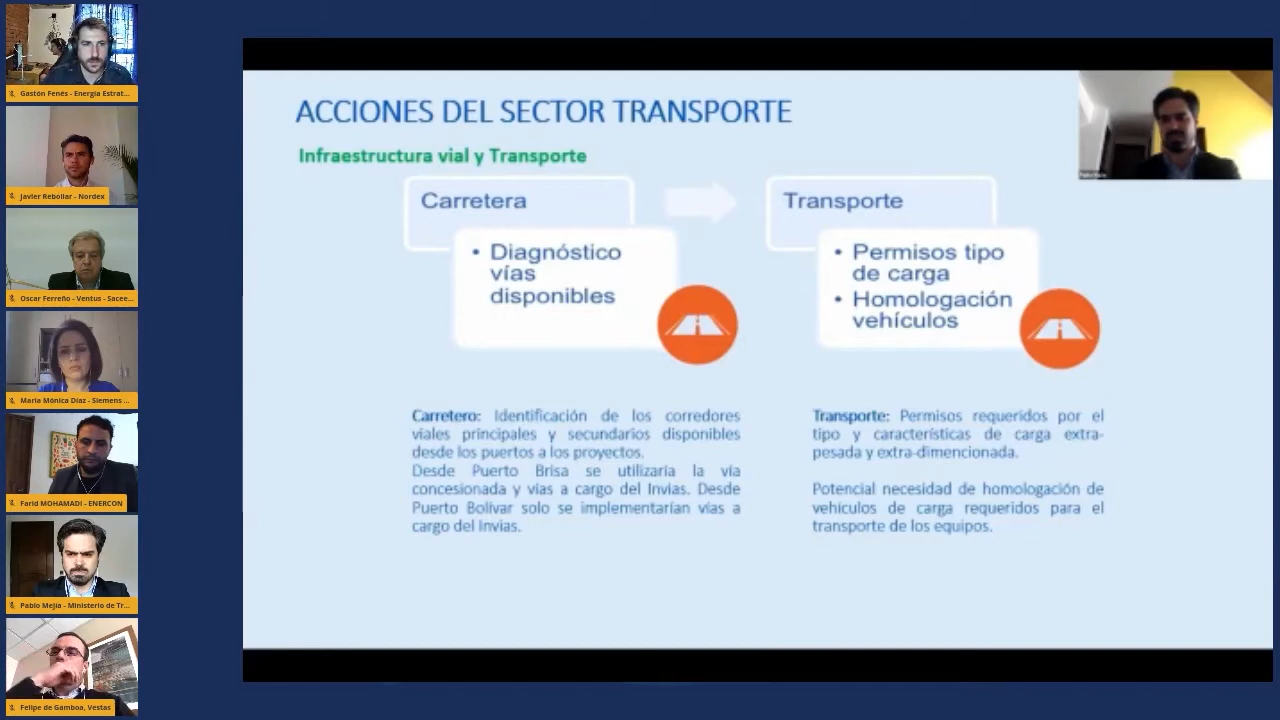 Gastón Fenés - Energía Estrat...
Javier Rebollar - Nordex
Oscar Ferreño - Ventus - Sacee...
María Mónica Díaz - Siemens ...
Farid MOHAMADI - ENERCON
Pablo Mejía - Ministerio de Tr...
Felipe de Gamboa, Vestas
ACCIONES DEL SECTOR TRANSPORTE
Infraestructura vial y Transporte
Carretera
• Diagnóstico
vías
disponibles
Transporte
• Permisos tipo
de carga
• Homologación
vehículos
Carretero: Identificación de los corredores
viales principales y secundarios disponibles
desde los puertos a los proyectos.
Desde Puerto Brisa se utilizaría la vía
concesionada y vías a cargo del Invias. Desde
Puerto Bolívar solo se implementarían vías a
cargo del Invias.
Transporte: Permisos requeridos por el
tipo y características de carga extra-
pesada y extra-dimencionada.
Potencial necesidad de homologación de
vehículos de carga requeridos para el
transporte de los equipos.